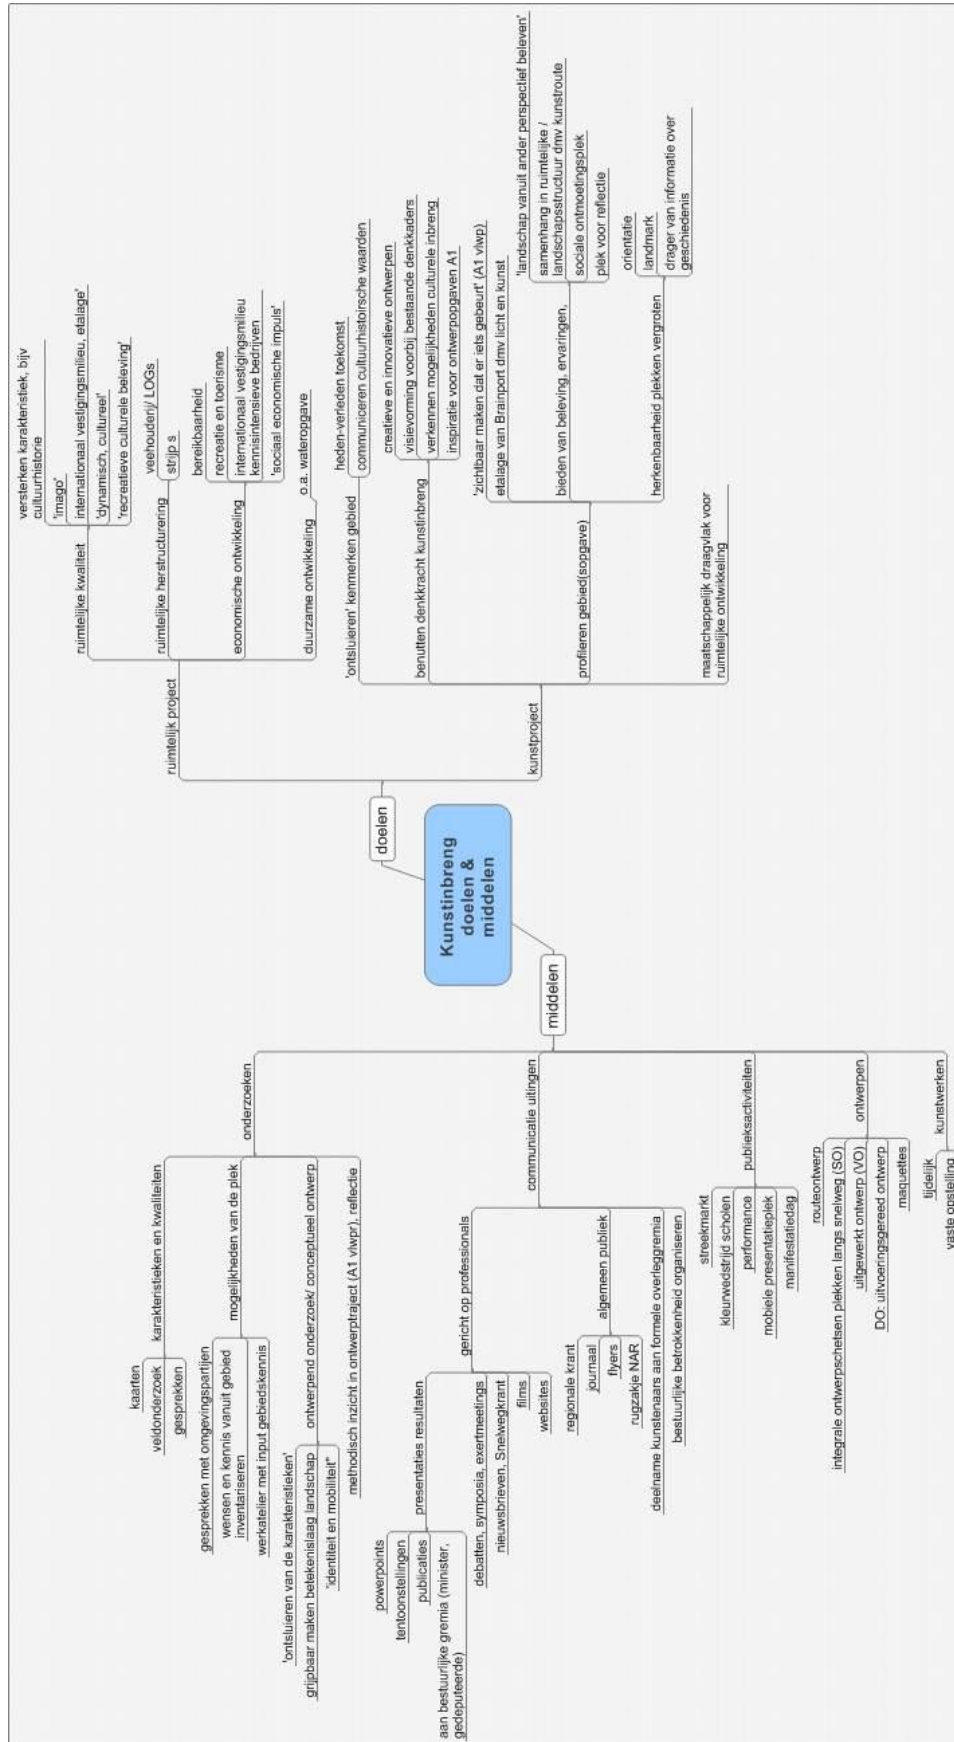 Kunstinbreng
doelen &
middelen
doelen
ruimtelijk project
ruimtelijke kwaliteit
versterken karakteristiek, bijv
cultuurhistorie
'imago'
internationaal vestigingsmilieu, etalage'
'dynamisch, cultureel'
'recreatieve culturele beleving'
ruimtelijke herstructurering
veehouderij/ LOGs
strijp s
economische ontwikkeling
bereikbaarheid
recreatie en toerisme
internationaal vestigingsmilieu
kennisintensieve bedrijven
'sociaal economische impuls'
duurzame ontwikkeling
o.a. wateropgave
kunstproject
'ontsluieren' kenmerken gebied
heden-verleden toekomst
communiceren cultuurhistoirsche waarden
benutten denkkracht kunstinbreng
creatieve en innovatieve ontwerpen
visievorming voorbij bestaande denkkaders
verkennen mogelijkheden culturele inbreng
inspiratie voor ontwerpopgaven A1
profileren gebied(sopgave)
'zichtbaar maken dat er iets gebeurt' (A1 vlwp)
etalage van Brainport dmv licht en kunst
bieden van beleving, ervaringen,
'landschap vanuit ander perspectief beleven'
samenhang in ruimtelijke /
landschapsstructuur dmv kunstroute
sociale ontmoetingsplek
plek voor reflectie
herkenbaarheid plekken vergroten
orientatie
landmark
drager van informatie over
geschiedenis
maatschappelijk draagvlak voor
ruimtelijke ontwikkeling
middelen
onderzoeken
karakteristieken en kwaliteiten
kaarten
veldonderzoek
gesprekken
mogelijkheden van de plek
gesprekken met omgevingspartijen
wensen en kennis vanuit gebied
inventariseren
werkatelier met input gebiedskennis
ontwerpend onderzoek/ conceptueel ontwerp
'ontsluieren van de karakteristieken'
grijpbaar maken betekenislaag landschap
'identiteit en mobiliteit"
methodisch inzicht in ontwerptraject (A1 vlwpr), reflectie
communicatie uitingen
gericht op professionals
presentaties resultaten
powerpoints
tentoonstellingen
publicaties
aan bestuurlijke gremia (minister,
gedeputeerde)
debatten, symposia, exertmeetings
nieuwsbrieven, Snelwegkrant
films
websites
algemeen publiek
regionale krant
journaal
flyers
rugzakje NAR
deelname kunstenaars aan formele overleggremia
bestuurlijke betrokkenheid organiseren
publieksactiviteiten
streekmarkt
kleurwedstrijd scholen
performance
mobiele presentatieplek
manifestatiedag
ontwerpen
routeontwerp
integrale ontwerpschetsen plekken langs snelweg (SO)
uitgewerkt ontwerp (VO)
DO: uitvoeringsgereed ontwerp
maquettes
kunstwerken
tijdelijk
vaste opstelling